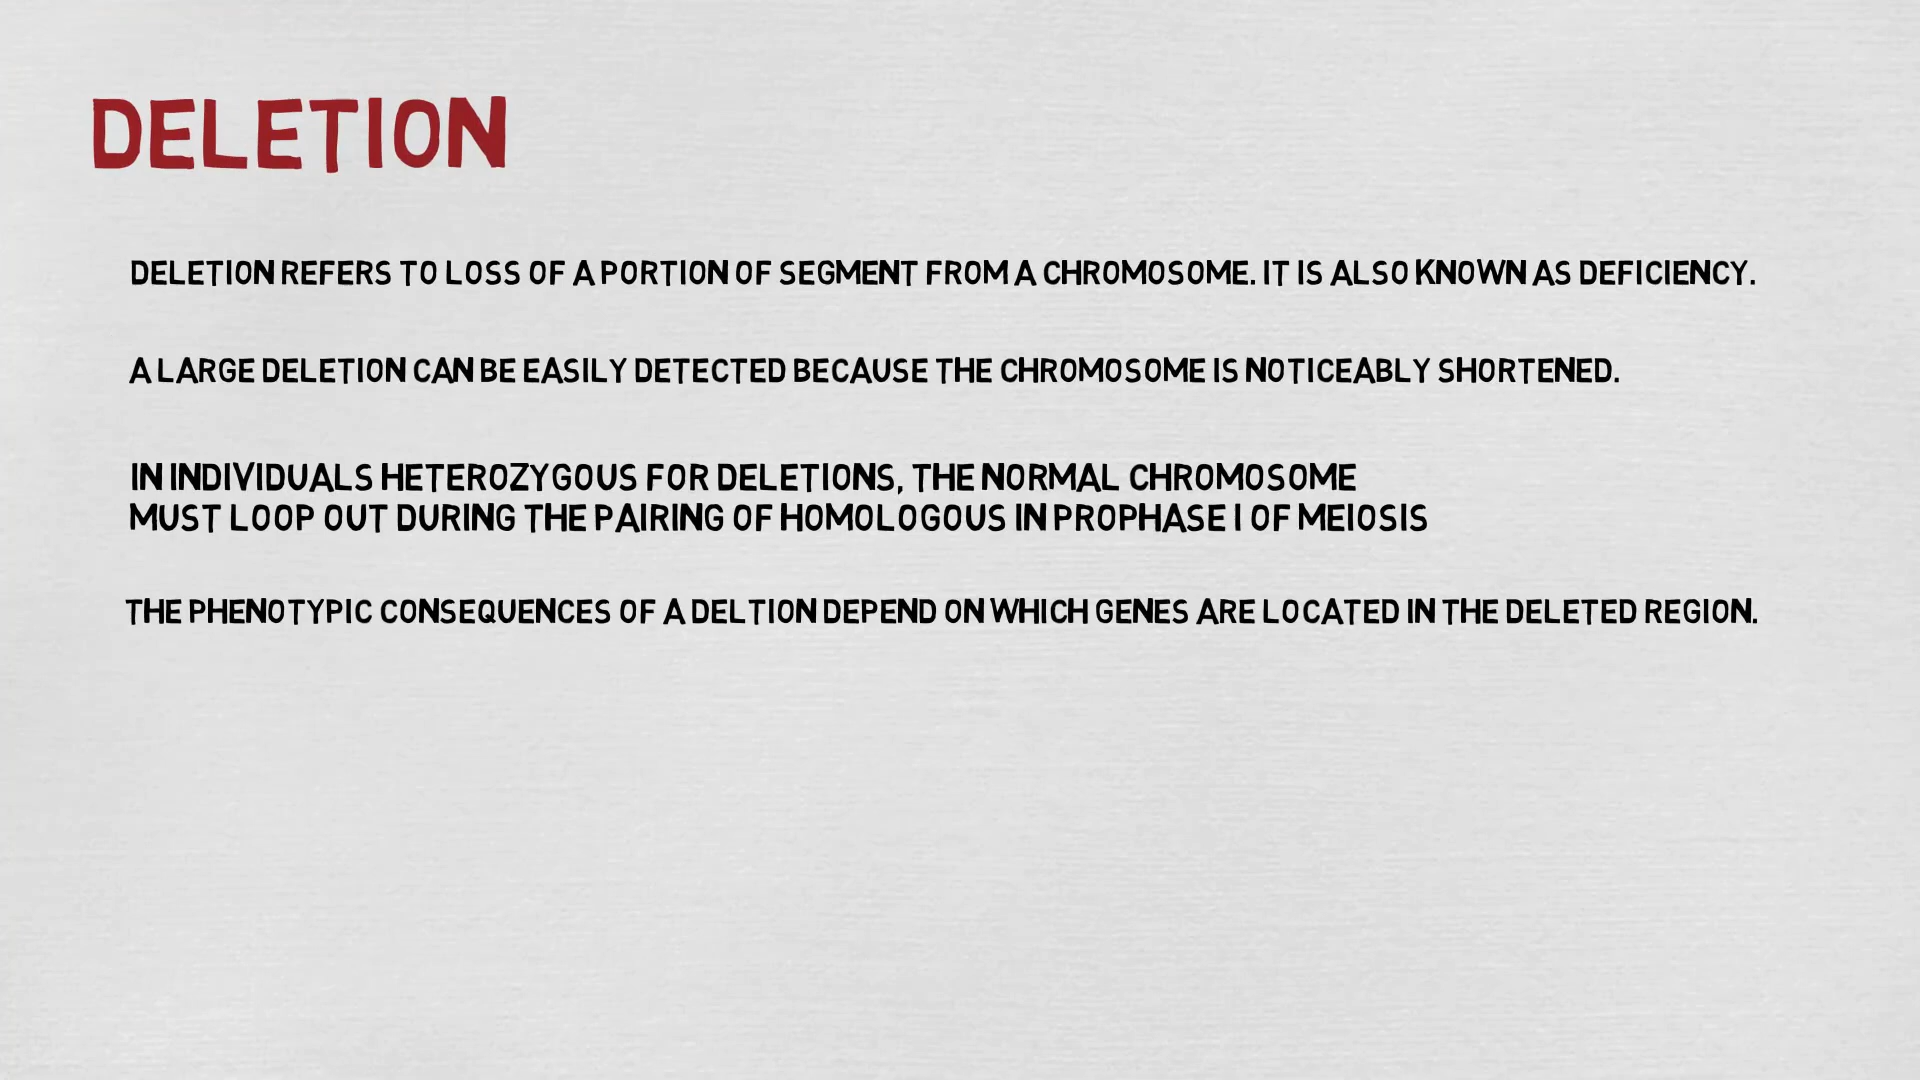 DELETION
DELETION REFERS TO LOSS OF A PORTION OF SEGMENT FROM A CHROMOSOME. IT IS ALSO KNOWN AS DEFICIENCY.
A LARGE DELETION CAN BE EASILY DETECTED BECAUSE THE CHROMOSOME IS NOTICEABLY SHORTENED.
IN INDIVIDUALS HETEROZYGOUS FOR DELETIONS, THE NORMAL CHROMOSOME
MUST LOOP OUT DURING THE PAIRING OF HOMOLOGOUS IN PROPHASE I OF MEIOSIS
THE PHENOTYPIC CONSEQUENCES OF A DELTION DEPEND ON WHICH GENES ARE LOCATED IN THE DELETED REGION.